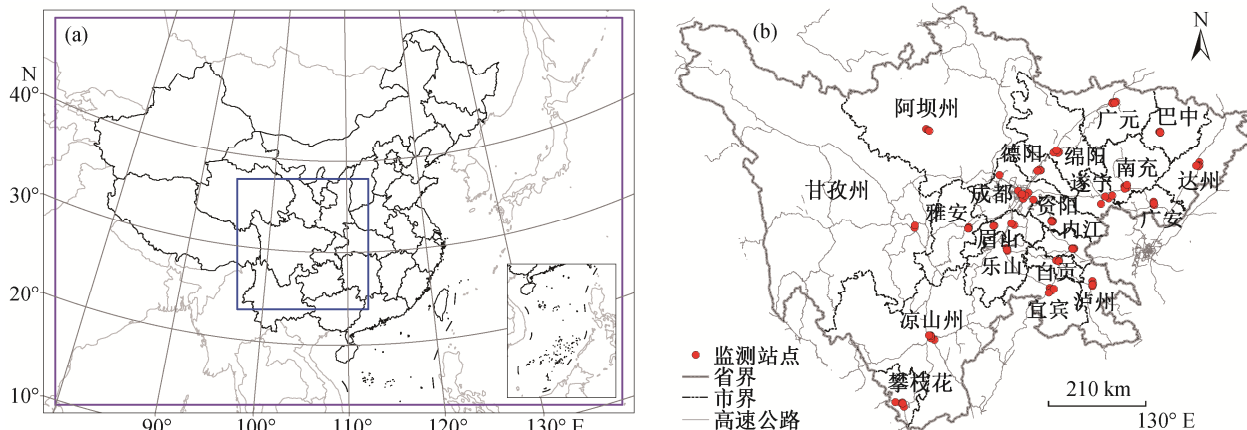 (a)
N
40°
30°
20°
10°
90°
100°
110°
120°
130° E
(b)
N
阿坝州
广元
巴中
德阳
绵阳
南充
达州
甘孜州
成都
遂宁
雅安
资阳
广安
眉山
内江
乐山
自贡
宜宾
泸州
凉山州
攀枝花
监测站点
省界
市界
高速公路
210 km
130° E